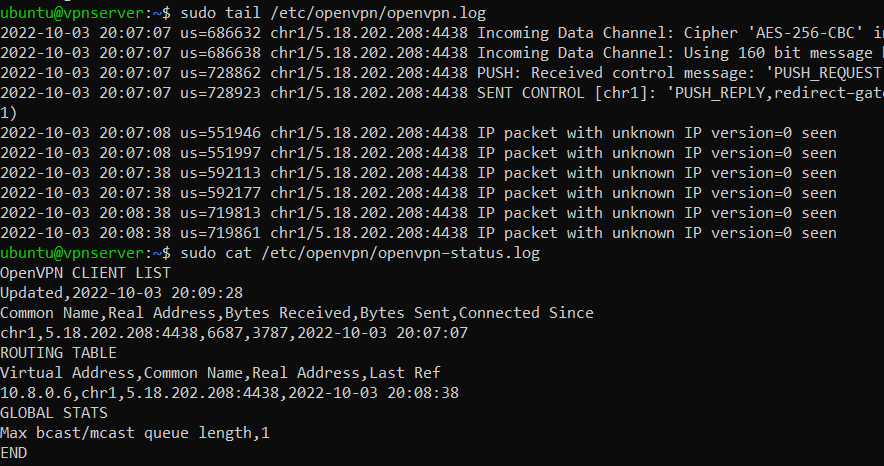 ubuntu@vpnserver:~$ sudo tail /etc/openvpn/openvpn.log
2022-10-03 20:07:07 us=686632 chr1/5.18.202.208:4438 Incoming Data Channel: Cipher 'AES-256-CBC' in
2022-10-03 20:07:07 us=686638 chr1/5.18.202.208:4438 Incoming Data Channel: Using 160 bit message
2022-10-03 20:07:07 us=728862 chr1/5.18.202.208:4438 PUSH: Received control message: 'PUSH_REQUEST
2022-10-03 20:07:07 us=728923 chr1/5.18.202.208:4438 SENT CONTROL [chr1]: 'PUSH_REPLY,redirect-gate
1)
2022-10-03 20:07:08 us=551946 chr1/5.18.202.208:4438 IP packet with unknown IP version=0 seen
2022-10-03 20:07:08 us=551997 chr1/5.18.202.208:4438 IP packet with unknown IP version=0 seen
2022-10-03 20:07:38 us=592113 chr1/5.18.202.208:4438 IP packet with unknown IP version=0 seen
2022-10-03 20:07:38 us=592177 chr1/5.18.202.208:4438 IP packet with unknown IP version=0 seen
2022-10-03 20:08:38 us=719813 chr1/5.18.202.208:4438 IP packet with unknown IP version=0 seen
2022-10-03 20:08:38 us=719861 chr1/5.18.202.208:4438 IP packet with unknown IP version=0 seen
ubuntu@vpnserver:~$ sudo cat /etc/openvpn/openvpn-status.log
OpenVPN CLIENT LIST
Updated,2022-10-03 20:09:28
Common Name,Real Address,Bytes Received,Bytes Sent,Connected Since
chr1,5.18.202.208:4438,6687,3787,2022-10-03 20:07:07
ROUTING TABLE
Virtual Address,Common Name,Real Address,Last Ref
10.8.0.6,chr1,5.18.202.208:4438,2022-10-03 20:08:38
GLOBAL STATS
Max bcast/mcast queue length,1
END